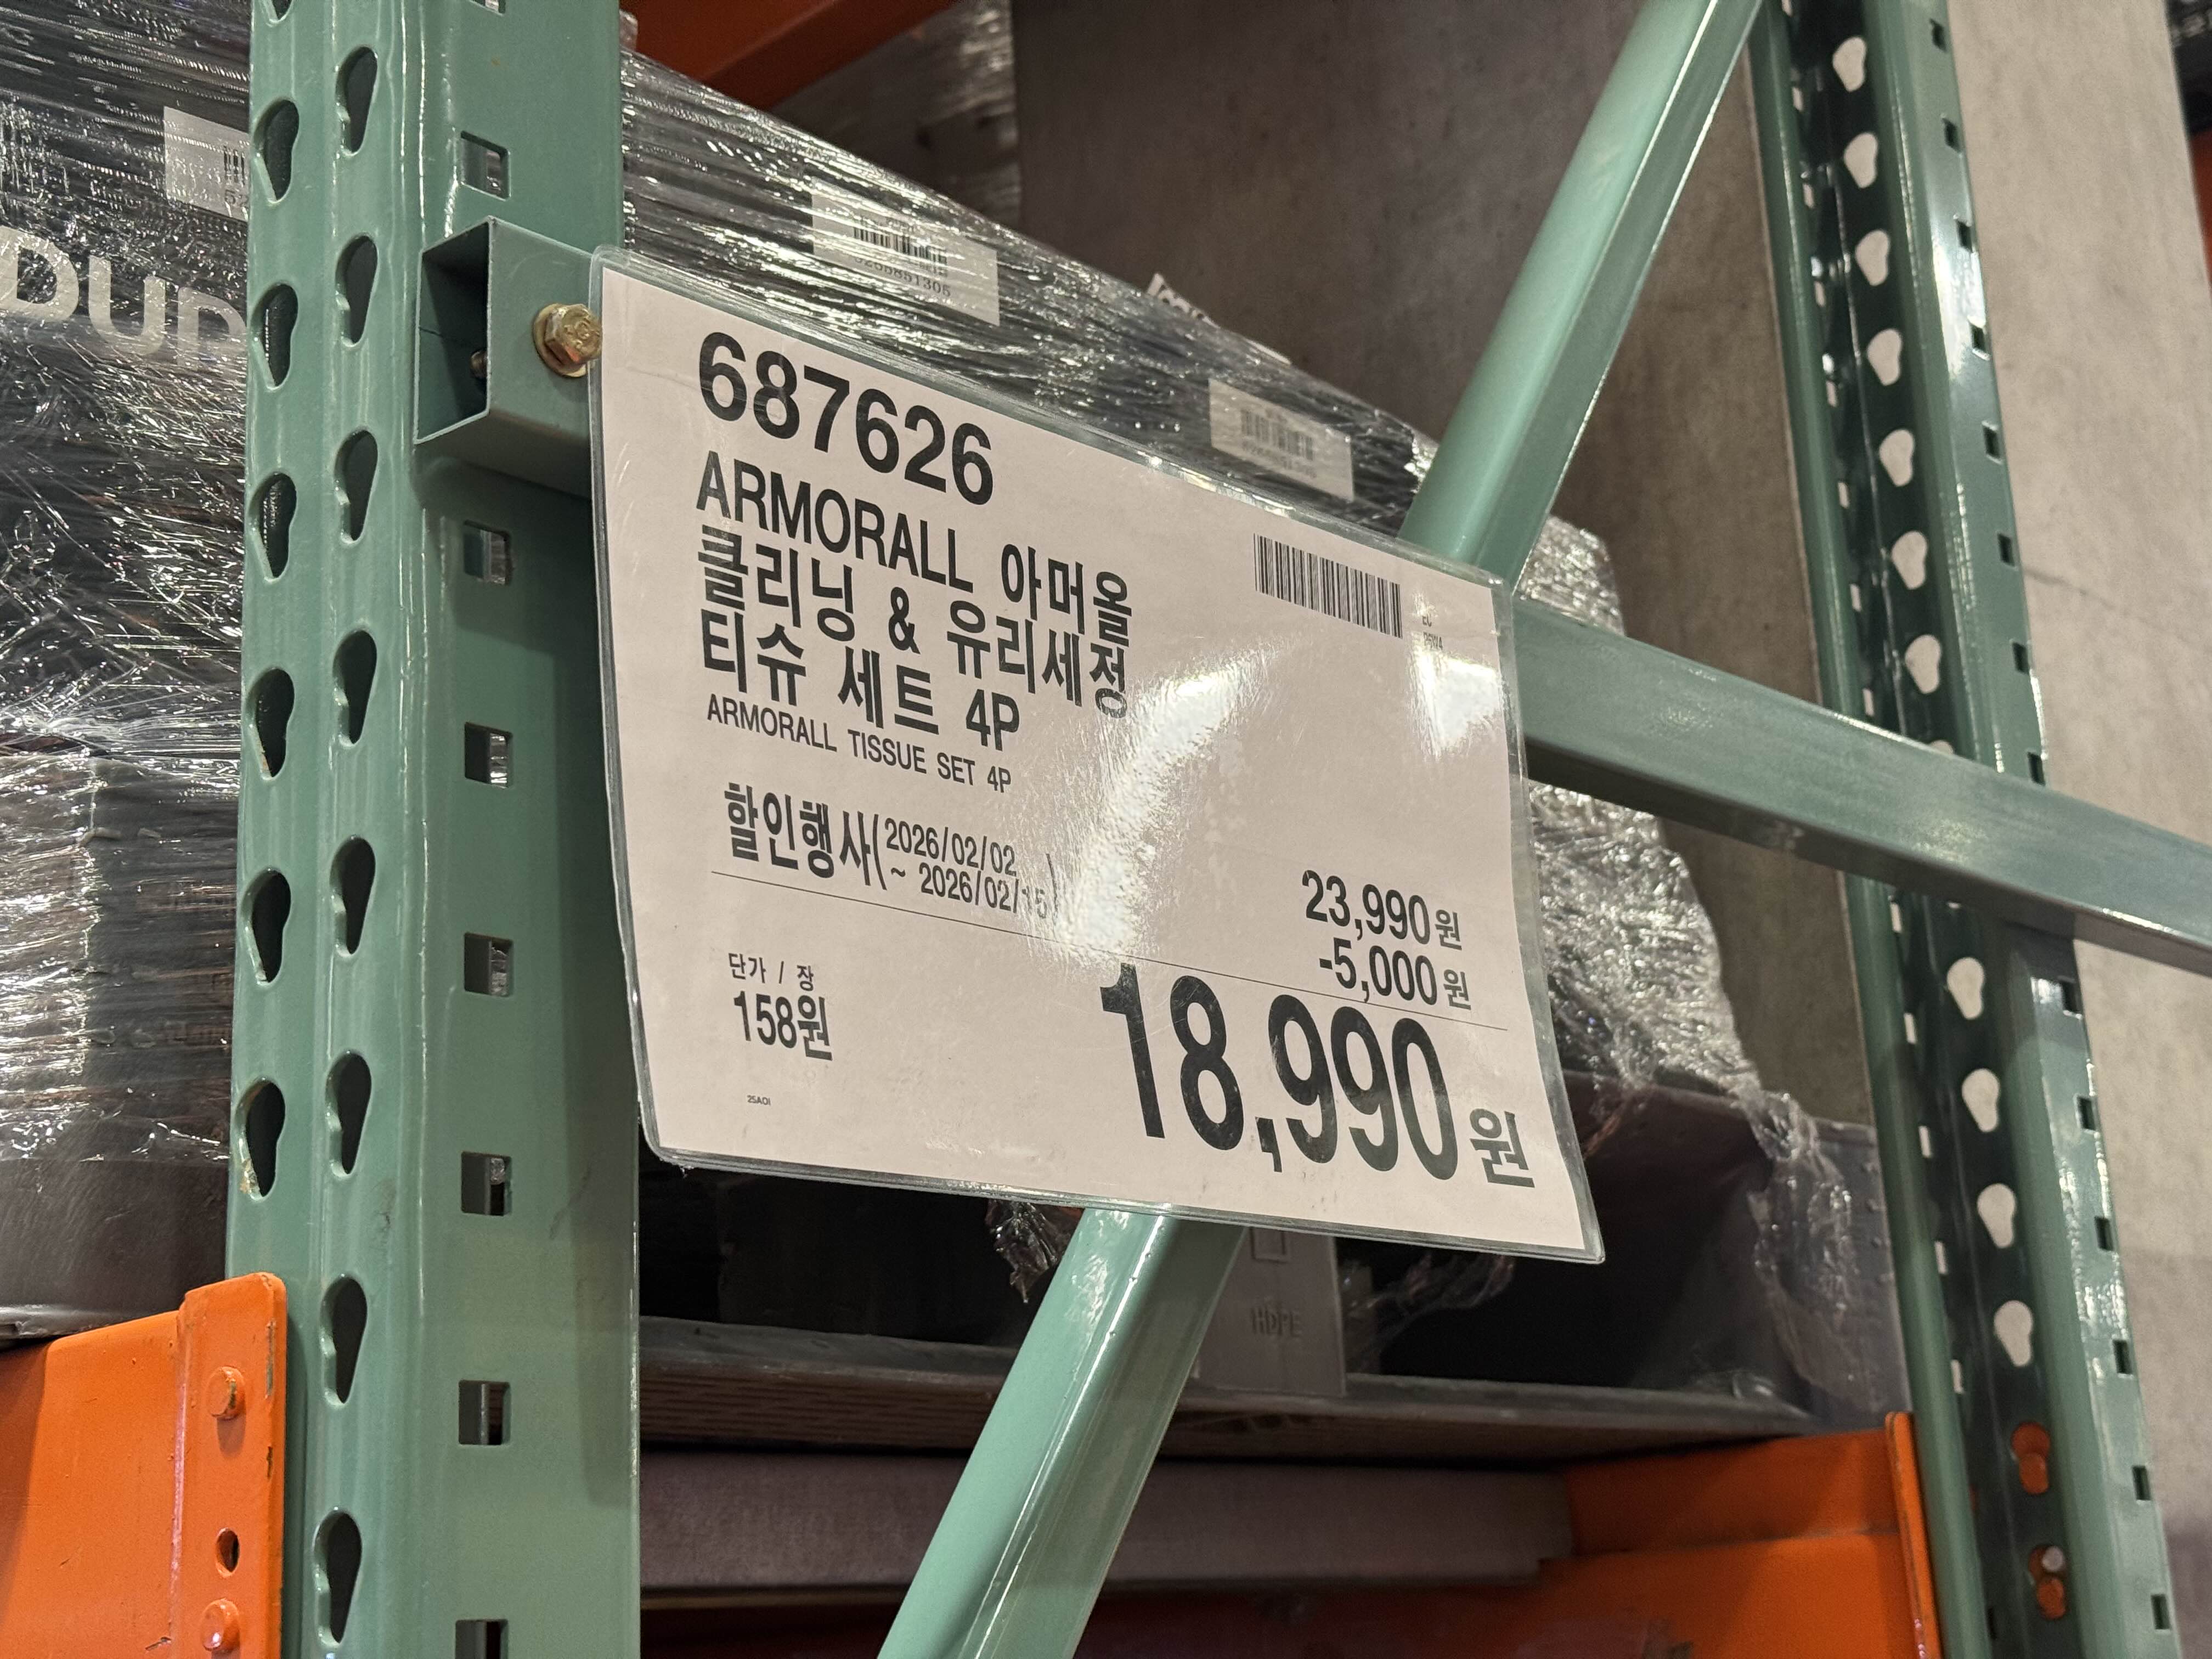 687626
ARMORALL 아머올
클리닝 & 유리세정
티슈 세트 4P
ARMORALL TISSUE SET 4P
할인행사(2026/02/02
~ 2026/02/15)
23,990원
-5,000원
단가 / 장
158원
18,990원
25AOI
HDPE